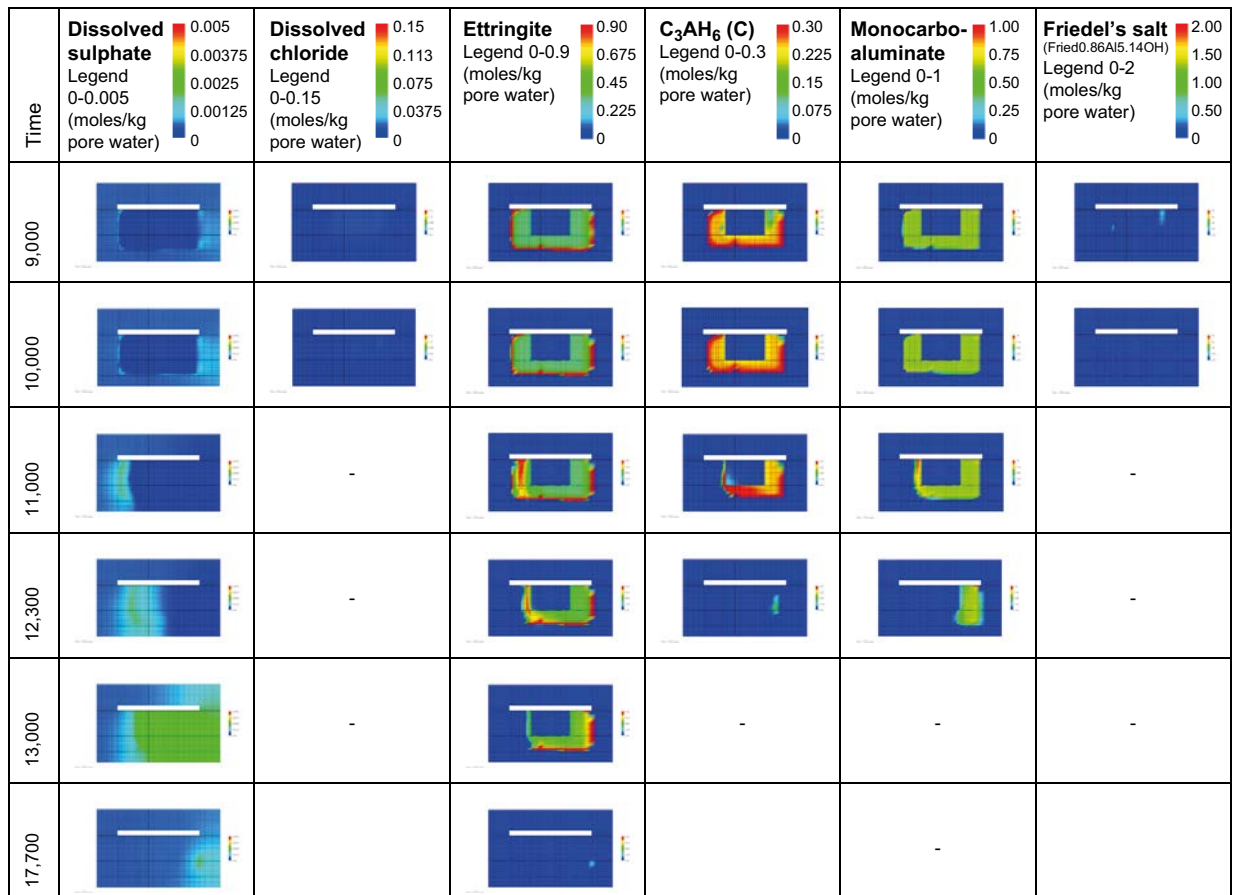 Time
Dissolved
sulphate
Legend
0-0.005
(moles/kg
pore water)
0.005
0.00375
0.0025
0.00125
0
Dissolved
chloride
Legend
0-0.15
(moles/kg
pore water)
0.15
0.113
0.075
0.0375
0
Ettringite
Legend 0-0.9
(moles/kg
pore water)
0.90
0.675
0.45
0.225
0
C₃AH₆ (C)
Legend 0-0.3
(moles/kg
pore water)
0.30
0.225
0.15
0.075
0
Monocarbo-
aluminate
Legend 0-1
(moles/kg
pore water)
1.00
0.75
0.50
0.25
0
Friedel's salt
(Fried0.86Al5.14OH)
Legend 0-2
(moles/kg
pore water)
2.00
1.50
1.00
0.50
0
9,000
10,000
11,000
-
-
12,300
-
-
13,000
-
-
-
-
17,700
-